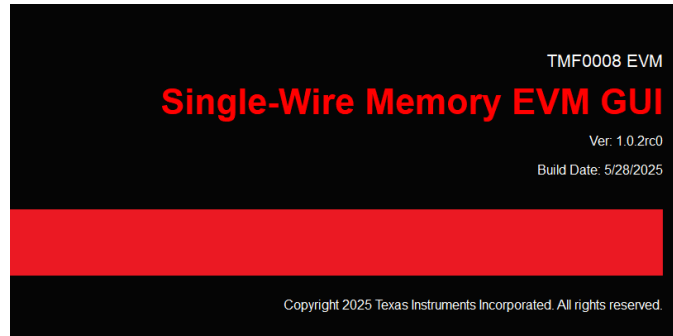 TMF0008 EVM
Single-Wire Memory EVM GUI
Ver: 1.0.2rc0
Build Date: 5/28/2025
Copyright 2025 Texas Instruments Incorporated. All rights reserved.